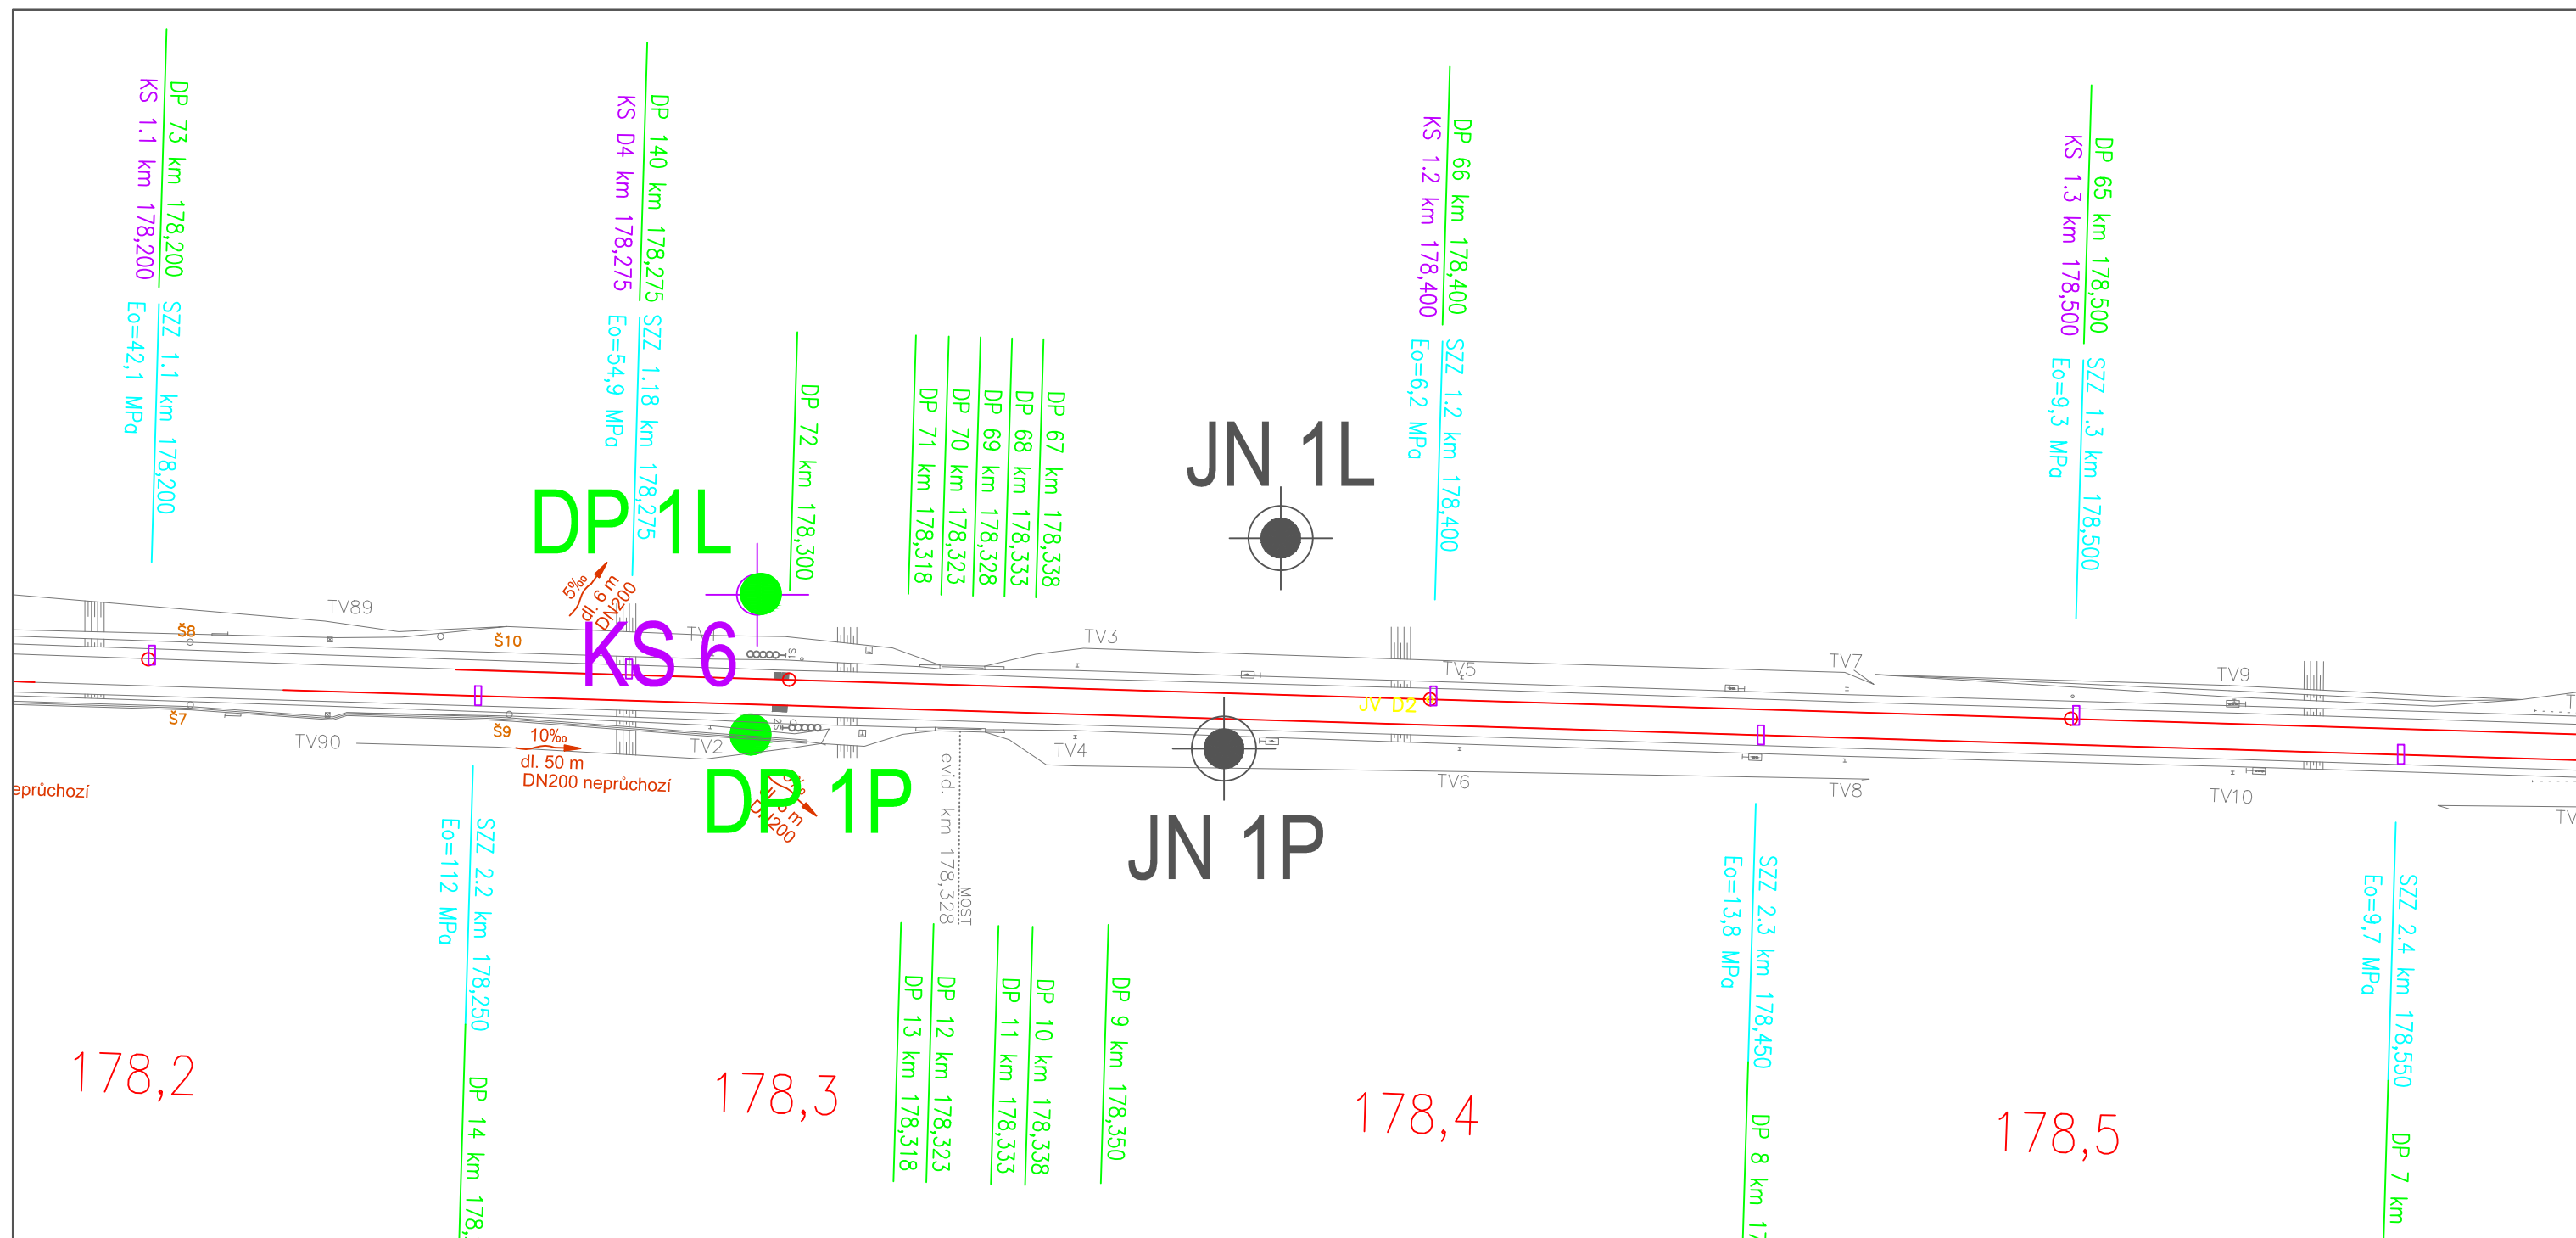 DP 73 km 178,200
KS 1.1 km 178,200
SZZ 1.1 km 178,200
Eo=42,1 MPa
DP 140 km 178,275
KS D4 km 178,275
SZZ 1.18 km 178,275
Eo=54,9 MPa
DP 72 km 178,300
DP 71 km 178,318
DP 70 km 178,323
DP 69 km 178,328
DP 68 km 178,333
DP 67 km 178,338
DP 66 km 178,400
KS 1.2 km 178,400
SZZ 1.2 km 178,400
Eo=6,2 MPa
DP 65 km 178,500
KS 1.3 km 178,500
SZZ 1.3 km 178,500
Eo=9,3 MPa
JN 1L
DP 1L
5‰
dl. 6 m
DN200
KS 6
TV89
Š8
Š10
S1
TV3
TV5
TV7
TV9
JV D2
Š7
Š9
TV90
TV2
TV4
TV6
TV8
TV10
TV
10‰
dl. 50 m
DN200 neprůchozí
eprůchozí
DP 1P
DN200
JN 1P
evid. km 178,328
MOST
SZZ 2.2 km 178,250
Eo=112 MPa
DP 14 km 178,
DP 13 km 178,318
DP 12 km 178,323
DP 11 km 178,333
DP 10 km 178,338
DP 9 km 178,350
SZZ 2.3 km 178,450
Eo=13,8 MPa
DP 8 km 17
SZZ 2.4 km 178,550
Eo=9,7 MPa
DP 7 km
178,2
178,3
178,4
178,5